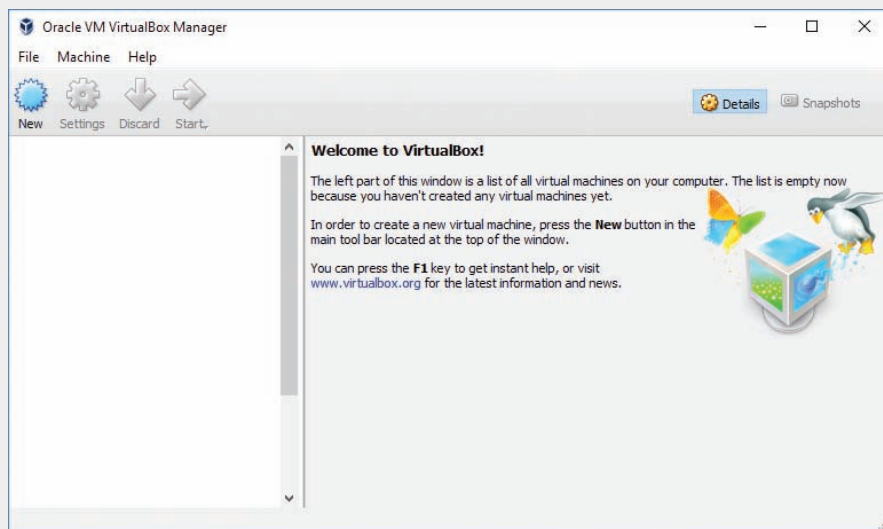 Oracle VM VirtualBox Manager
File Machine Help
New Settings Discard Start
Details Snapshots
Welcome to VirtualBox!
The left part of this window is a list of all virtual machines on your computer. The list is empty now
because you haven't created any virtual machines yet.
In order to create a new virtual machine, press the New button in the
main tool bar located at the top of the window.
You can press the F1 key to get instant help, or visit
www.virtualbox.org for the latest information and news.